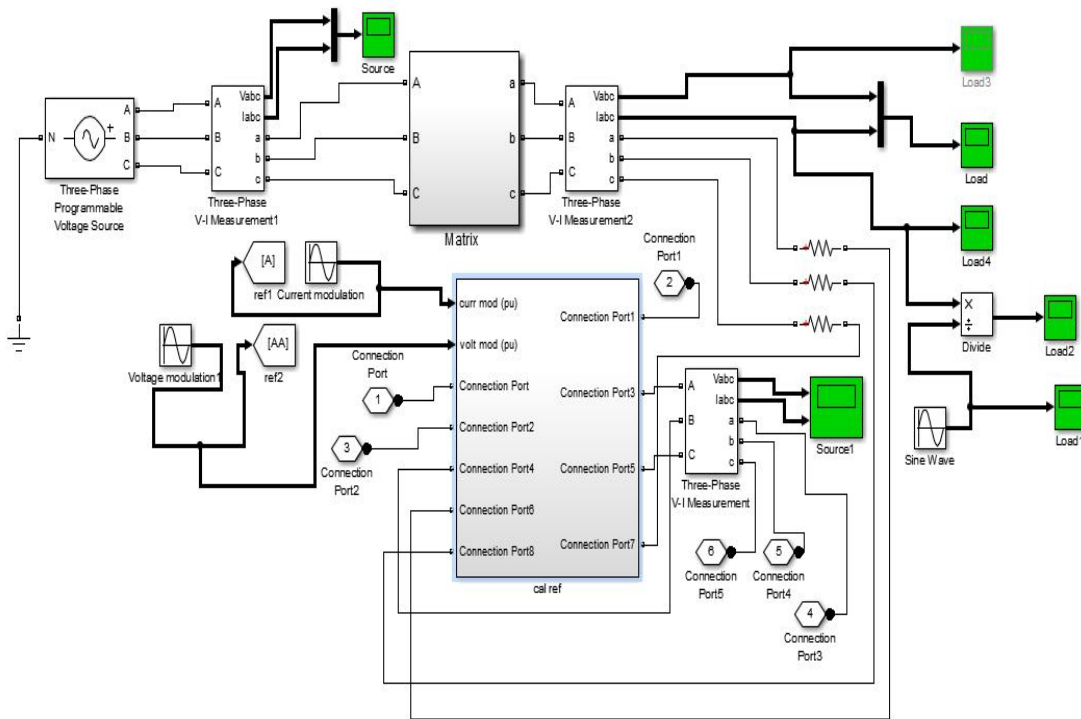 N
+
A
B
C
Three-Phase
Programmable
Voltage Source
A
B
C
Vabc
Iabc
a
b
c
Three-Phase
V-I Measurement1
Source
A
B
C
a
b
c
Matrix
A
B
C
Vabc
Iabc
a
b
c
Three-Phase
V-I Measurement2
Load3
Load
Load4
×
÷
Divide
Load2
Sine Wave
Load1
[A]
ref1
Current modulation
[AA]
ref2
Voltage modulation1
Connection
Port
1
3
Connection
Port2
curr mod (pu)
volt mod (pu)
Connection Port
Connection Port2
Connection Port4
Connection Port6
Connection Port8
Connection Port1
Connection Port3
Connection Port5
Connection Port7
cal ref
Connection
Port1
2
A
B
C
Vabc
Iabc
a
b
c
Three-Phase
V-I Measurement
Source1
6
Connection
Port5
5
Connection
Port4
4
Connection
Port3